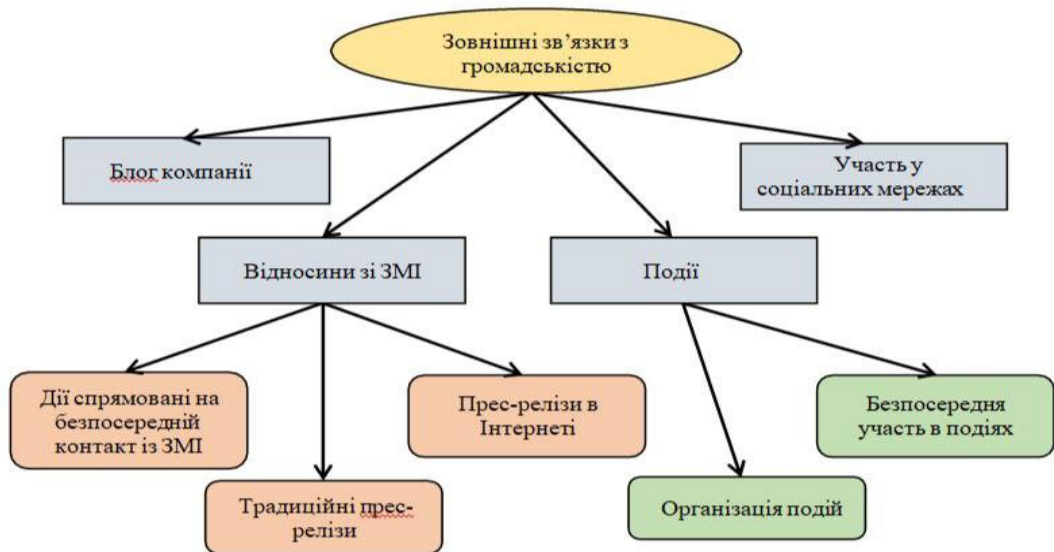 Зовнішні зв’язки з
громадськістю
Блог компанії
Участь у
соціальних мережах
Відносини зі ЗМІ
Події
Дії спрямовані на
безпосередній
контакт із ЗМІ
Прес-релізи в
Інтернеті
Безпосередня
участь в подіях
Традиційні прес-
релізи
Організація подій